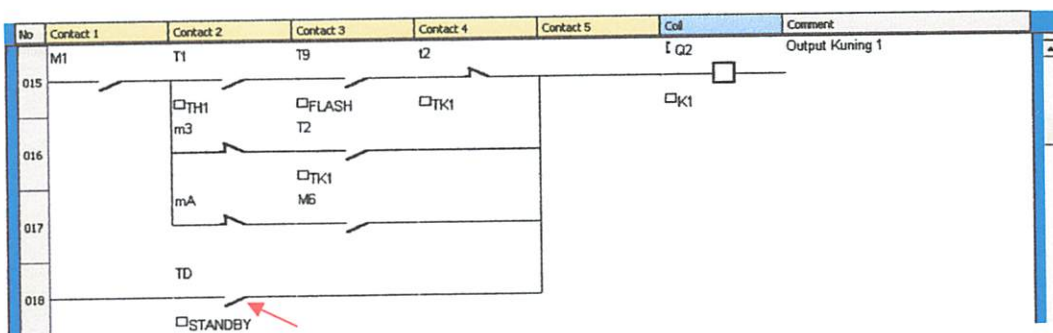 No Contact 1 Contact 2 Contact 3 Contact 4 Contact 5 Coil Comment
M1 T1 T9 t2 [ Q2 Output Kuning 1
015
TH1 FLASH TK1 K1
m3 T2
016
TK1
mA M6
017
TD
018
STANDBY